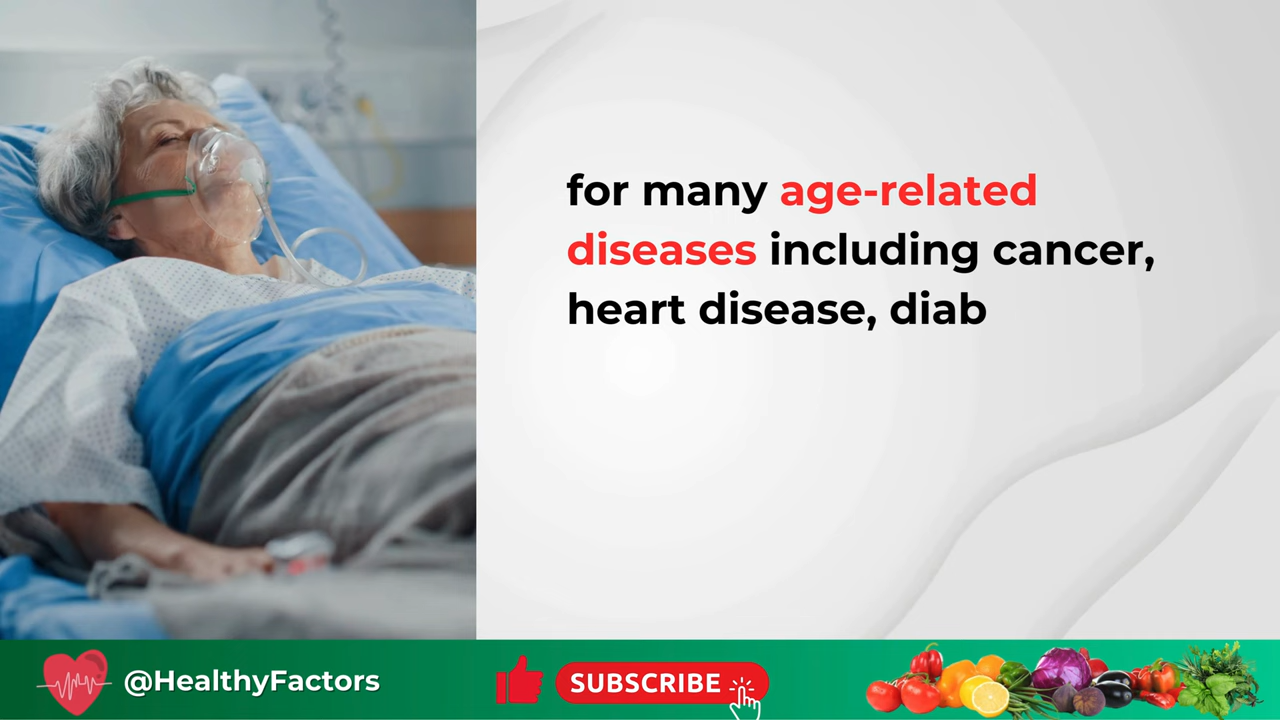 for many age-related
diseases including cancer,
heart disease, diab
@HealthyFactors
SUBSCRIBE